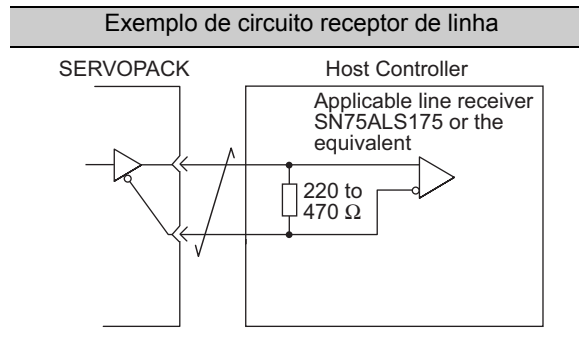 Exemplo de circuito receptor de linha
SERVOPACK
Host Controller
Applicable line receiver
SN75ALS175 or the
equivalent
220 to
470 Ω